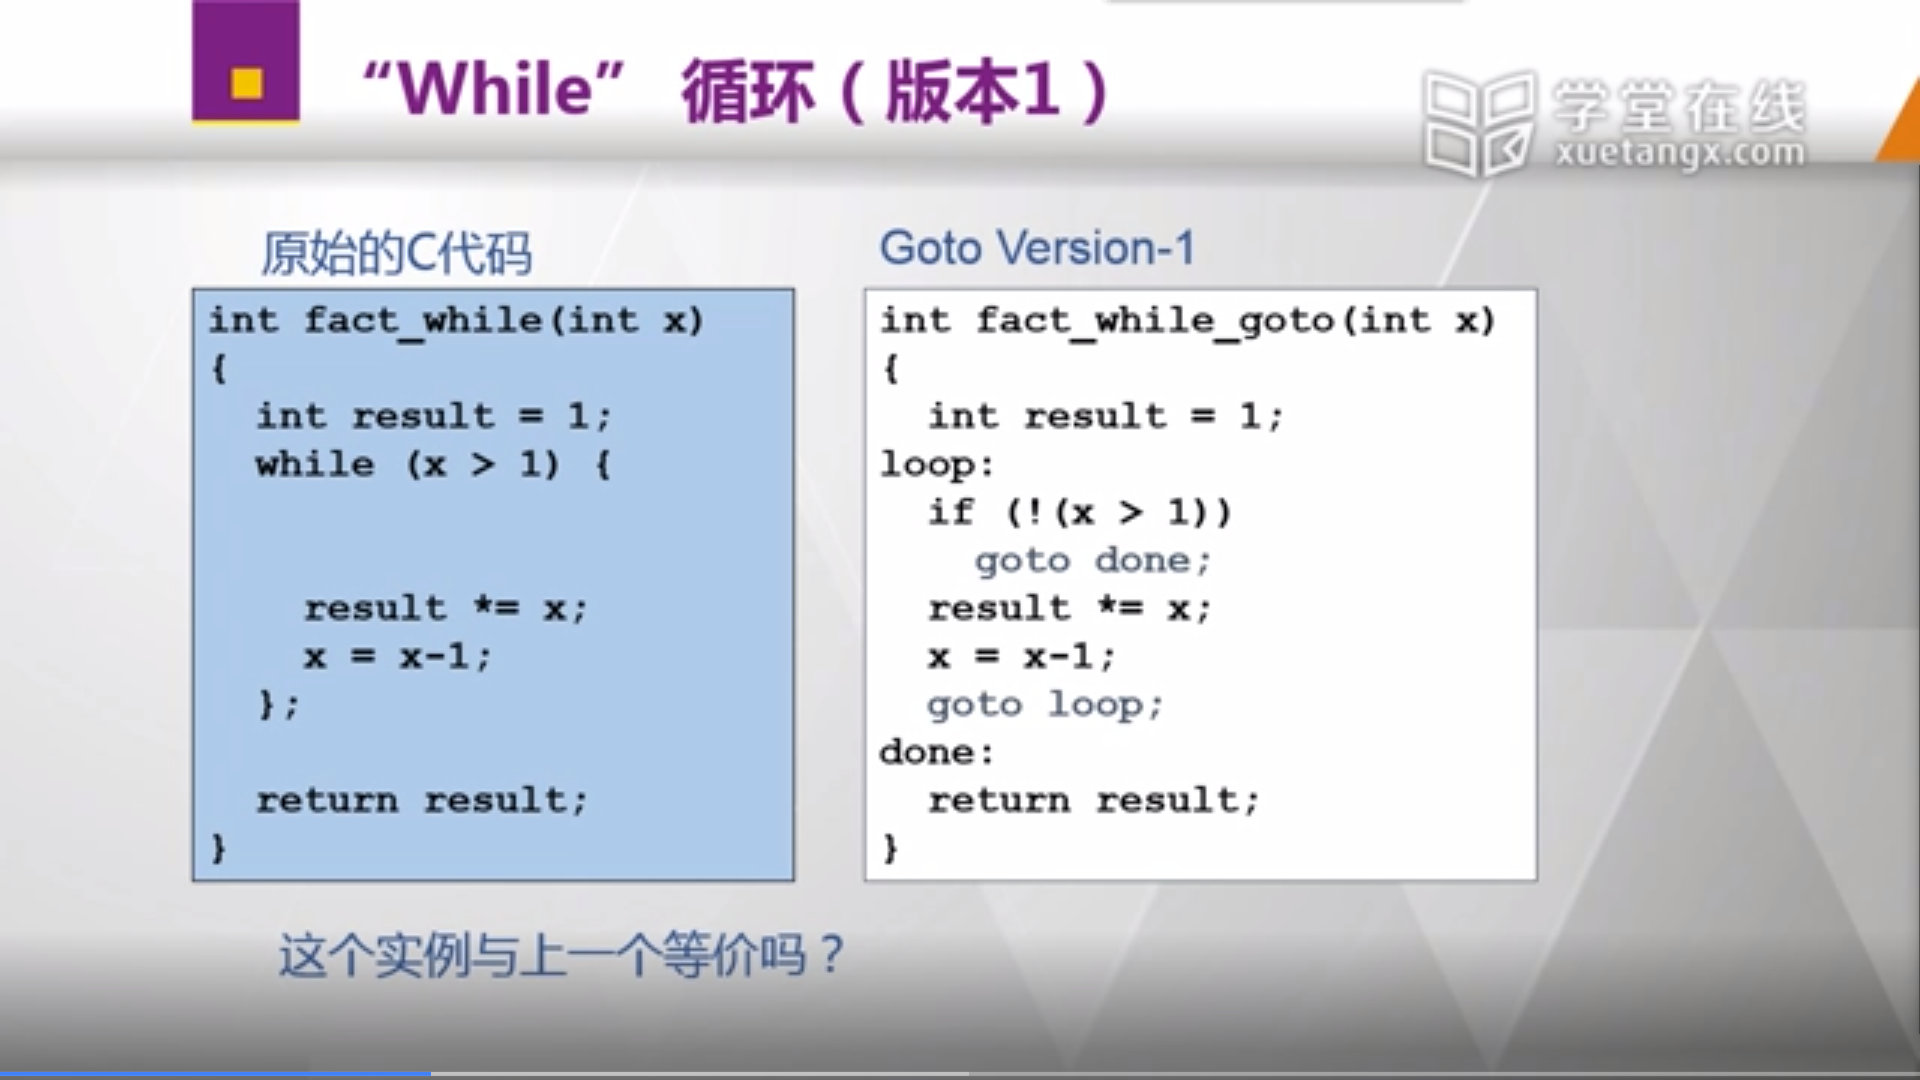 “While” 循环（版本1）
学堂在线
xuetangx.com
原始的C代码
int fact_while(int x)
{
  int result = 1;
  while (x > 1) {
    result *= x;
    x = x-1;
  };
  return result;
}
Goto Version-1
int fact_while_goto(int x)
{
  int result = 1;
loop:
  if (!(x > 1))
    goto done;
  result *= x;
  x = x-1;
  goto loop;
done:
  return result;
}
这个实例与上一个等价吗？